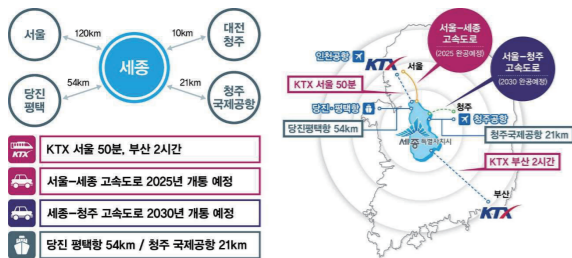 서울
120km
10km
대전
청주
세종
당진
평택
54km
21km
청주
국제공항
KTX
KTX 서울 50분, 부산 2시간
서울–세종 고속도로 2025년 개통 예정
세종–청주 고속도로 2030년 개통 예정
당진 평택항 54km / 청주 국제공항 21km
서울–세종
고속도로
(2025 완공예정)
서울–청주
고속도로
(2030 완공예정)
인천공항
KTX
서울
KTX 서울 50분
당진·평택항
청주
청주공항
당진평택항 54km
청주국제공항 21km
세종특별자치시
KTX 부산 2시간
부산
KTX